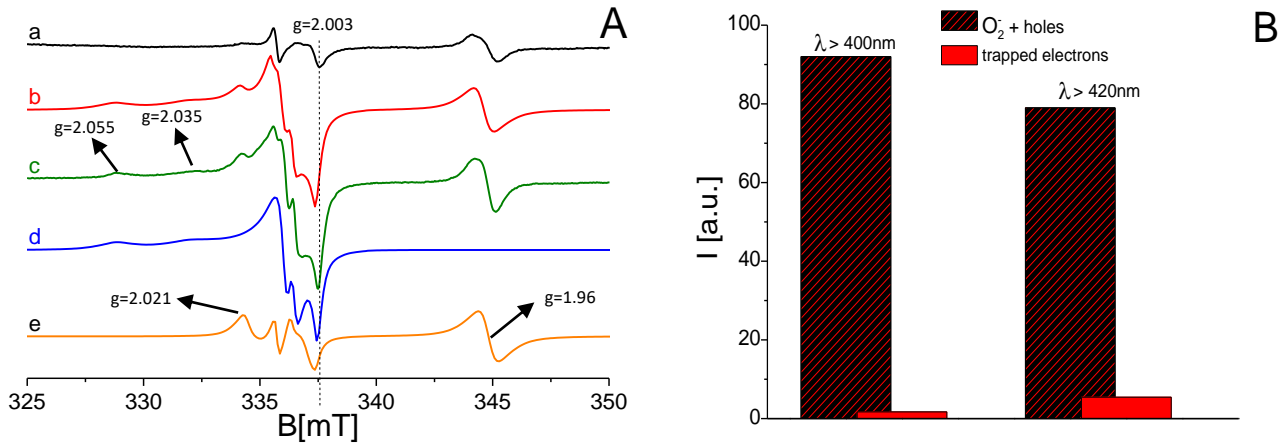 A
a
g=2.003
b
g=2.055
g=2.035
c
d
g=2.021
e
g=1.96
325
330
335
340
345
350
B[mT]
B
O₂⁻ + holes
trapped electrons
λ > 400nm
λ > 420nm
100
80
60
40
20
0
I [a.u.]